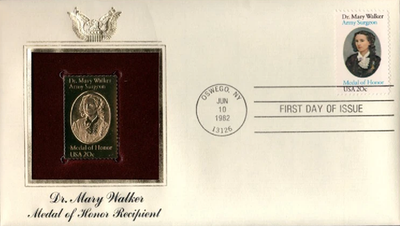 Dr. Mary Walker
Army Surgeon
Medal of Honor
USA 20c
Dr. Mary Walker
Army Surgeon
Medal of Honor
USA 20c
OSWEGO, NY
JUN
10
1982
13126
FIRST DAY OF ISSUE
Dr. Mary Walker
Medal of Honor Recipient